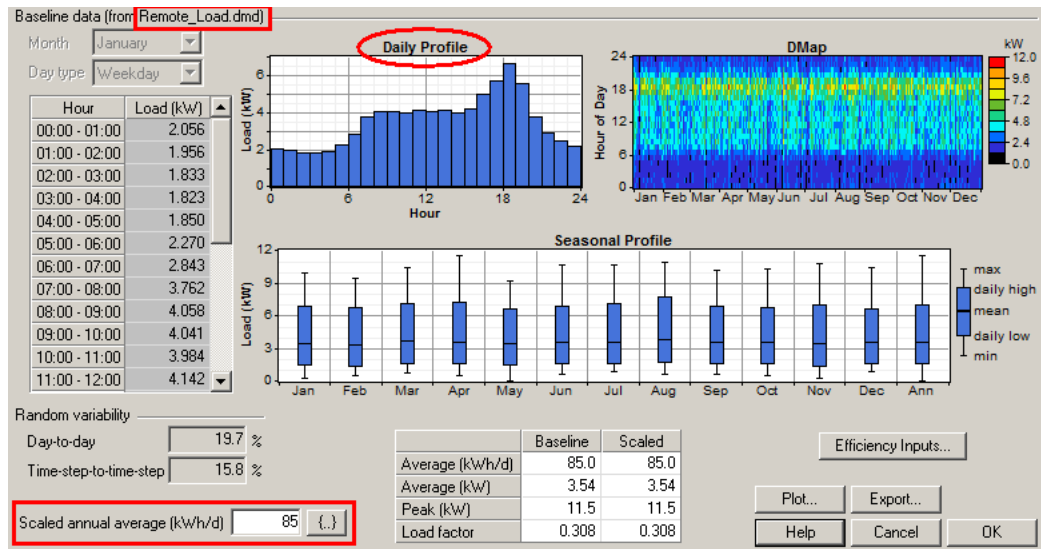 Baseline data (from Remote_Load.dmd)
Month January
Day type Weekday
Hour Load (kW)
00:00 - 01:00 2.056
01:00 - 02:00 1.956
02:00 - 03:00 1.833
03:00 - 04:00 1.823
04:00 - 05:00 1.850
05:00 - 06:00 2.270
06:00 - 07:00 2.843
07:00 - 08:00 3.762
08:00 - 09:00 4.058
09:00 - 10:00 4.041
10:00 - 11:00 3.984
11:00 - 12:00 4.142
Daily Profile
Load (kW)
6
4
2
0
0 6 12 18 24
Hour
DMap
Hour of Day
24
18
12
6
0
Jan Feb Mar Apr May Jun Jul Aug Sep Oct Nov Dec
kW
12.0
9.6
7.2
4.8
2.4
0.0
Seasonal Profile
Load (kW)
12
9
6
3
0
Jan Feb Mar Apr May Jun Jul Aug Sep Oct Nov Dec Ann
max
daily high
mean
daily low
min
Random variability
Day-to-day 19.7 %
Time-step-to-time-step 15.8 %
Scaled annual average (kWh/d) 85 {..}
Baseline Scaled
Average (kWh/d) 85.0 85.0
Average (kW) 3.54 3.54
Peak (kW) 11.5 11.5
Load factor 0.308 0.308
Efficiency Inputs...
Plot... Export...
Help Cancel OK